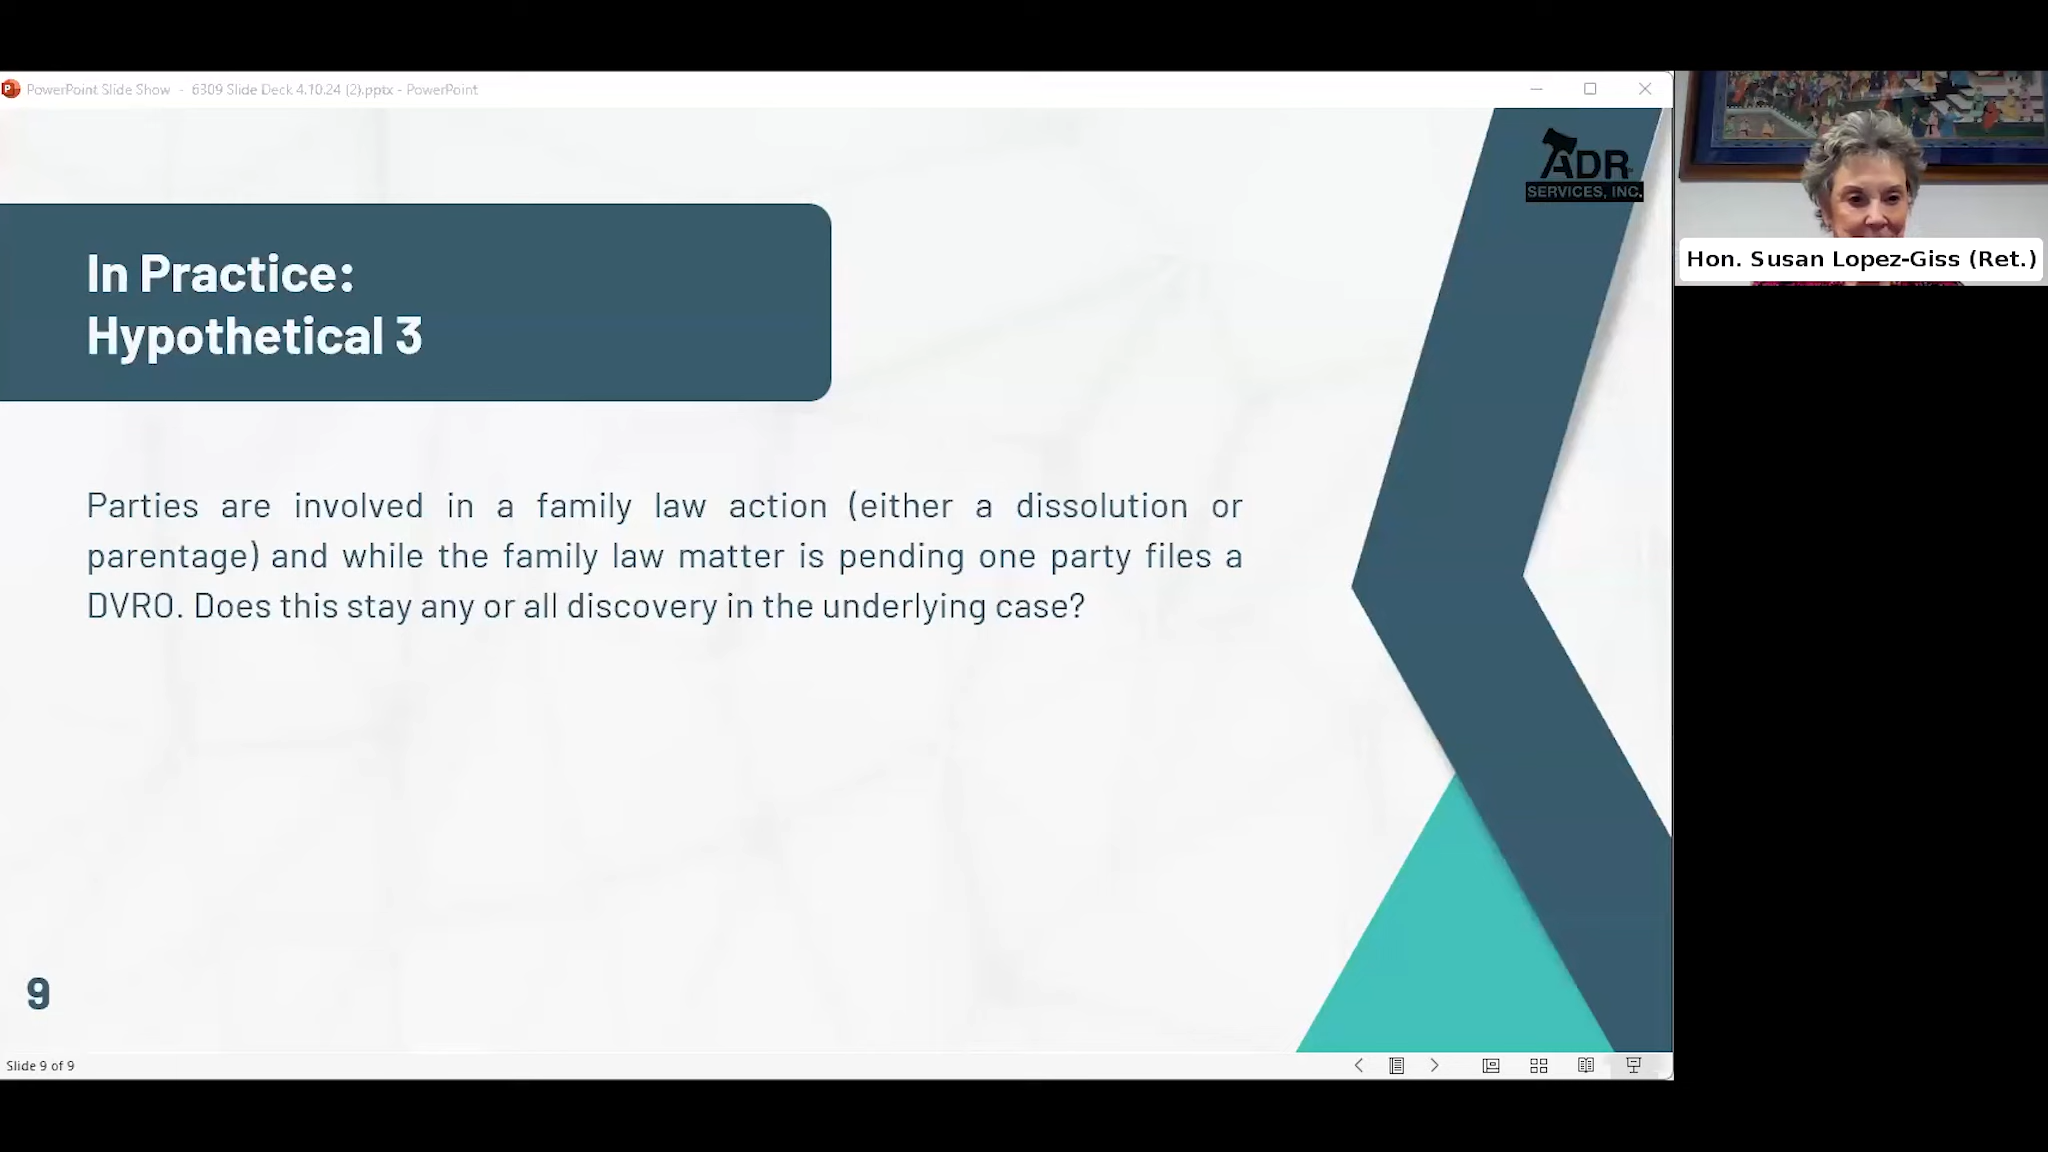 PowerPoint Slide Show - 6309 Slide Deck 4.10.24 (2).pptx - PowerPoint
ADR
SERVICES, INC.
Hon. Susan Lopez-Giss (Ret.)
In Practice:
Hypothetical 3
Parties are involved in a family law action (either a dissolution or
parentage) and while the family law matter is pending one party files a
DVRO. Does this stay any or all discovery in the underlying case?
9
Slide 9 of 9